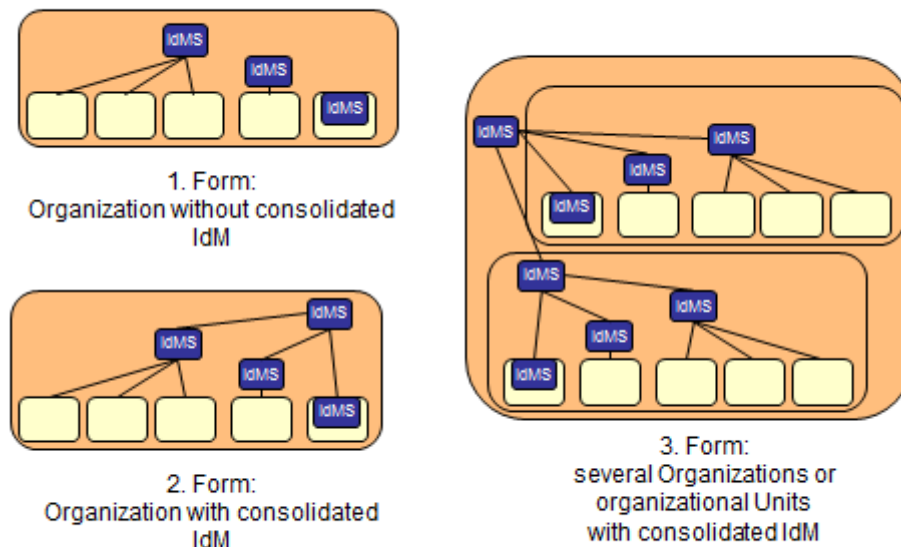 IdMS
IdMS
IdMS
1. Form:
Organization without consolidated
IdM
IdMS
IdMS
IdMS
IdMS
2. Form:
Organization with consolidated
IdM
IdMS
IdMS
IdMS
IdMS
IdMS
IdMS
IdMS
IdMS
3. Form:
several Organizations or
organizational Units
with consolidated IdM